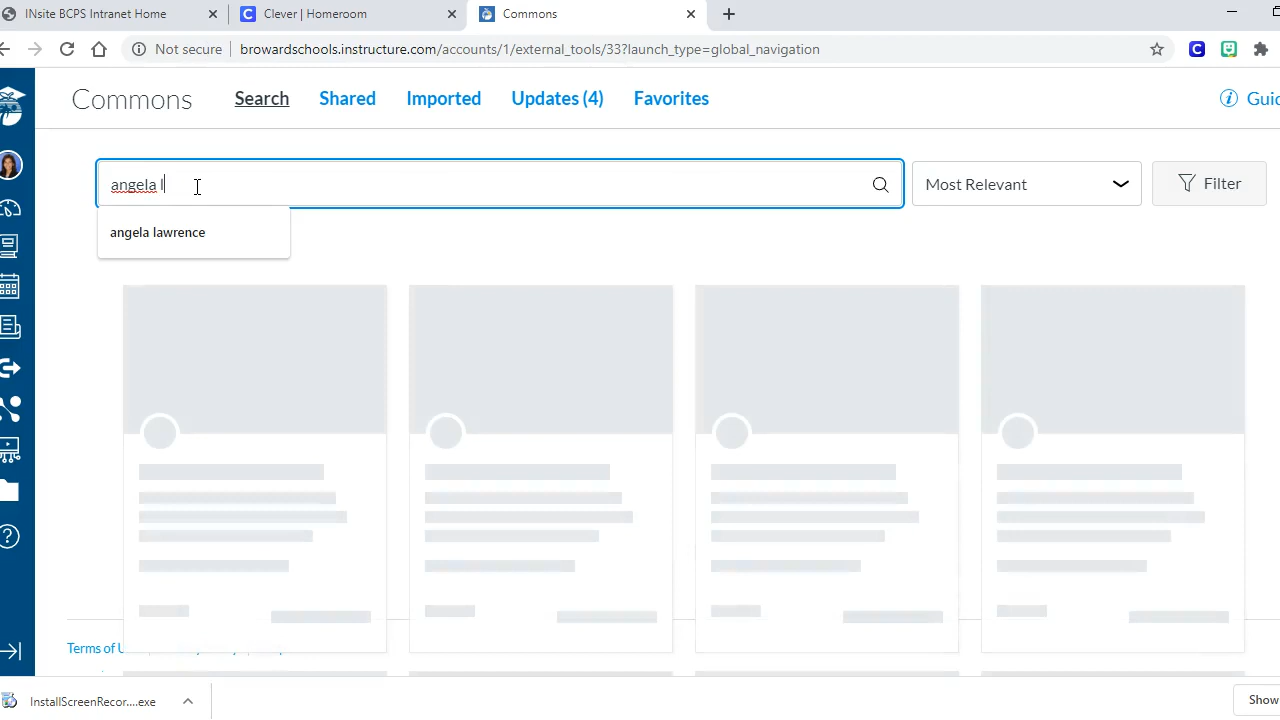 INsite BCPS Intranet Home
Clever | Homeroom
Commons
Not secure
browardschools.instructure.com/accounts/1/external_tools/33?launch_type=global_navigation
Commons
Search
Shared
Imported
Updates (4)
Favorites
angela l
Most Relevant
Filter
angela lawrence
Terms of
InstallScreenRecor....exe
Show